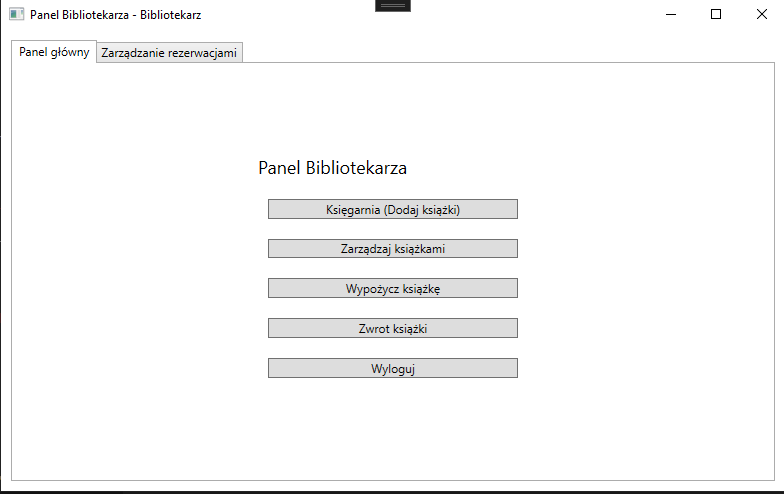 Panel Bibliotekarza - Bibliotekarz
Panel główny
Zarządzanie rezerwacjami
Panel Bibliotekarza
Księgarnia (Dodaj książki)
Zarządzaj książkami
Wypożycz książkę
Zwrot książki
Wyloguj